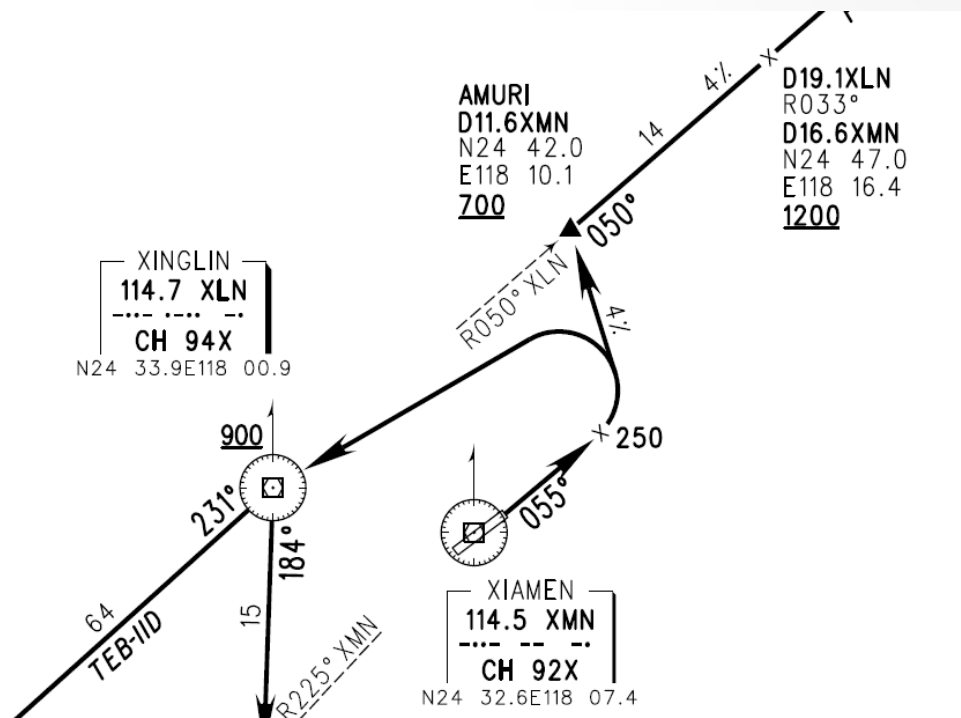 AMURI
D11.6XMN
N24 42.0
E118 10.1
700
4%
14
050°
D19.1XLN
R033°
D16.6XMN
N24 47.0
E118 16.4
1200
XINGLIN
114.7 XLN
CH 94X
N24 33.9E118 00.9
R050° XLN
4%
900
250
055°
231°
184°
64
TEB-11D
15
R225° XMN
XIAMEN
114.5 XMN
CH 92X
N24 32.6E118 07.4